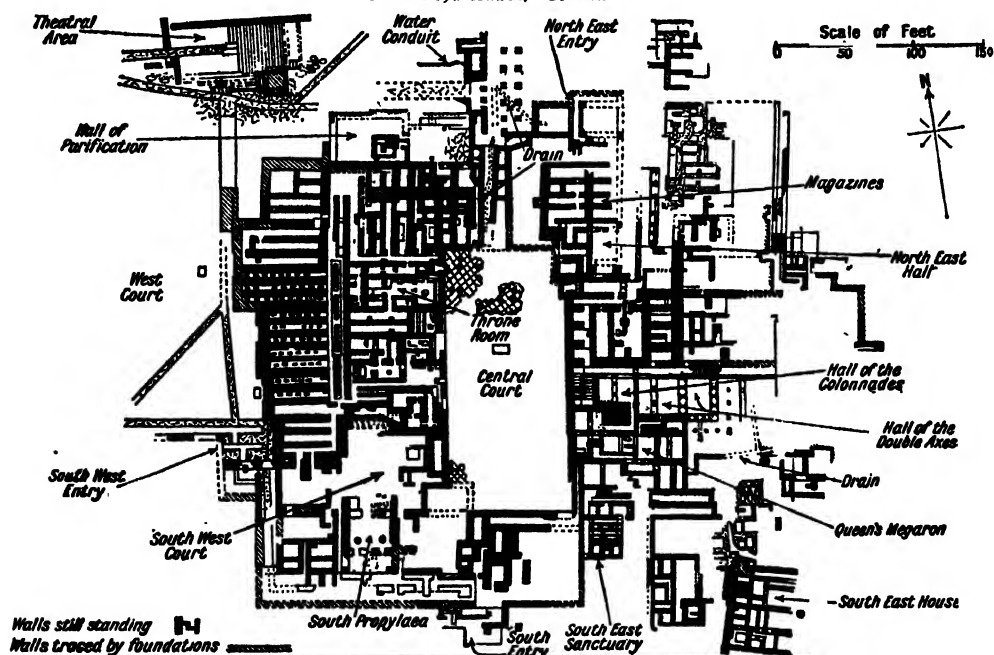 Theatral
Area
Water
Conduit
North East
Entry
Scale of Feet
0 50 100 150
N
Hall of
Purification
Drain
Magazines
North East
Hall
West
Court
Throne
Room
Central
Court
Hall of the
Colonnades
Hall of the
Double Axes
South West
Entry
Drain
South West
Court
Queen's Megaron
South East House
South Propylaea
South
Entry
South East
Sanctuary
Walls still standing
Walls traced by foundations